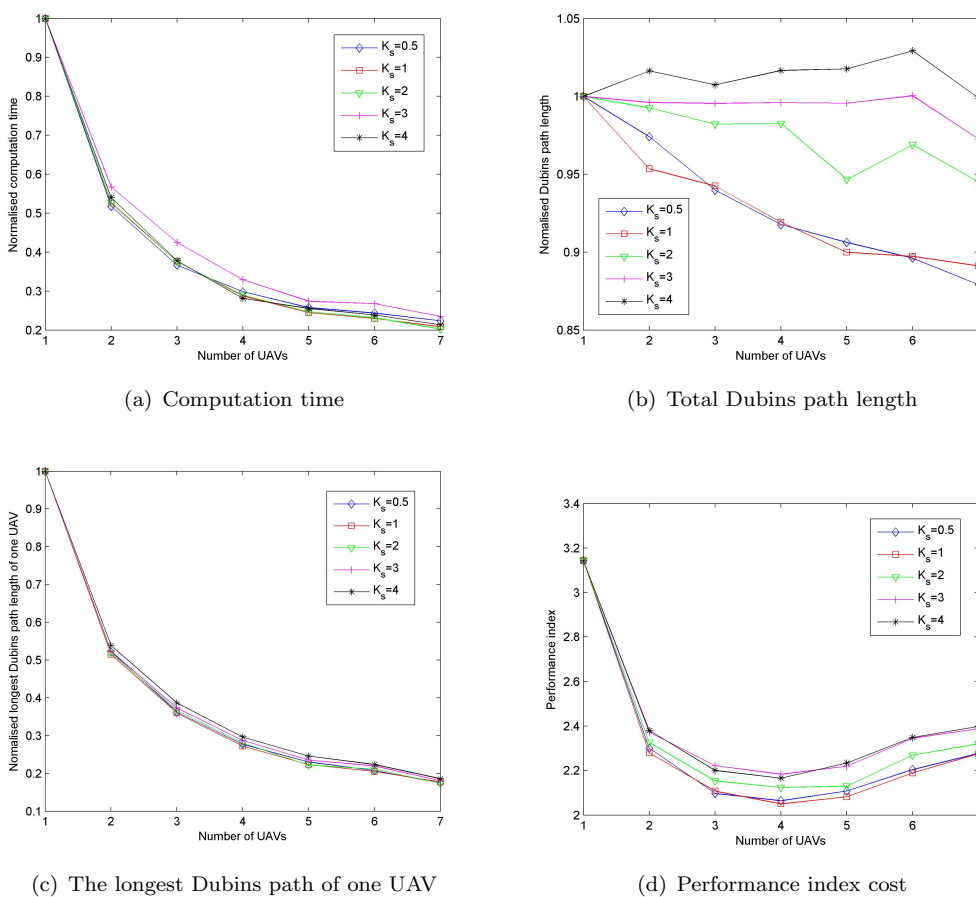 1
0.9
0.8
0.7
0.6
0.5
0.4
0.3
0.2
1 2 3 4 5 6 7
Normalised computation time
Number of UAVs
K_s=0.5
K_s=1
K_s=2
K_s=3
K_s=4
(a) Computation time
1.05
1
0.95
0.9
0.85
1 2 3 4 5 6
Nomalised Dubins path length
Number of UAVs
K_s=0.5
K_s=1
K_s=2
K_s=3
K_s=4
(b) Total Dubins path length
1
0.9
0.8
0.7
0.6
0.5
0.4
0.3
0.2
0.1
1 2 3 4 5 6 7
Normalised longest Dubins path length of one UAV
Number of UAVs
K_s=0.5
K_s=1
K_s=2
K_s=3
K_s=4
(c) The longest Dubins path of one UAV
3.4
3.2
3
2.8
2.6
2.4
2.2
2
1 2 3 4 5 6
Performance index
Number of UAVs
K_s=0.5
K_s=1
K_s=2
K_s=3
K_s=4
(d) Performance index cost